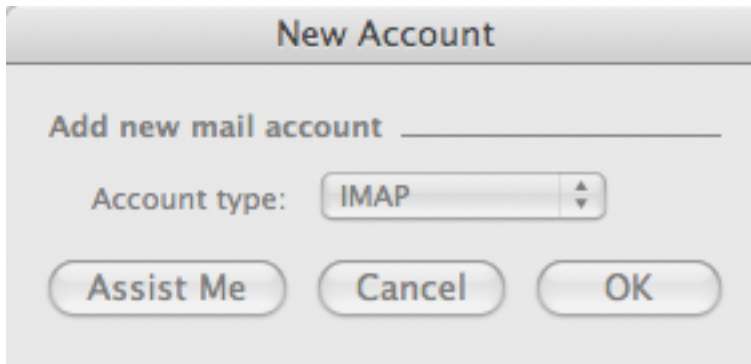 New Account
Add new mail account
Account type: IMAP
Assist Me Cancel OK